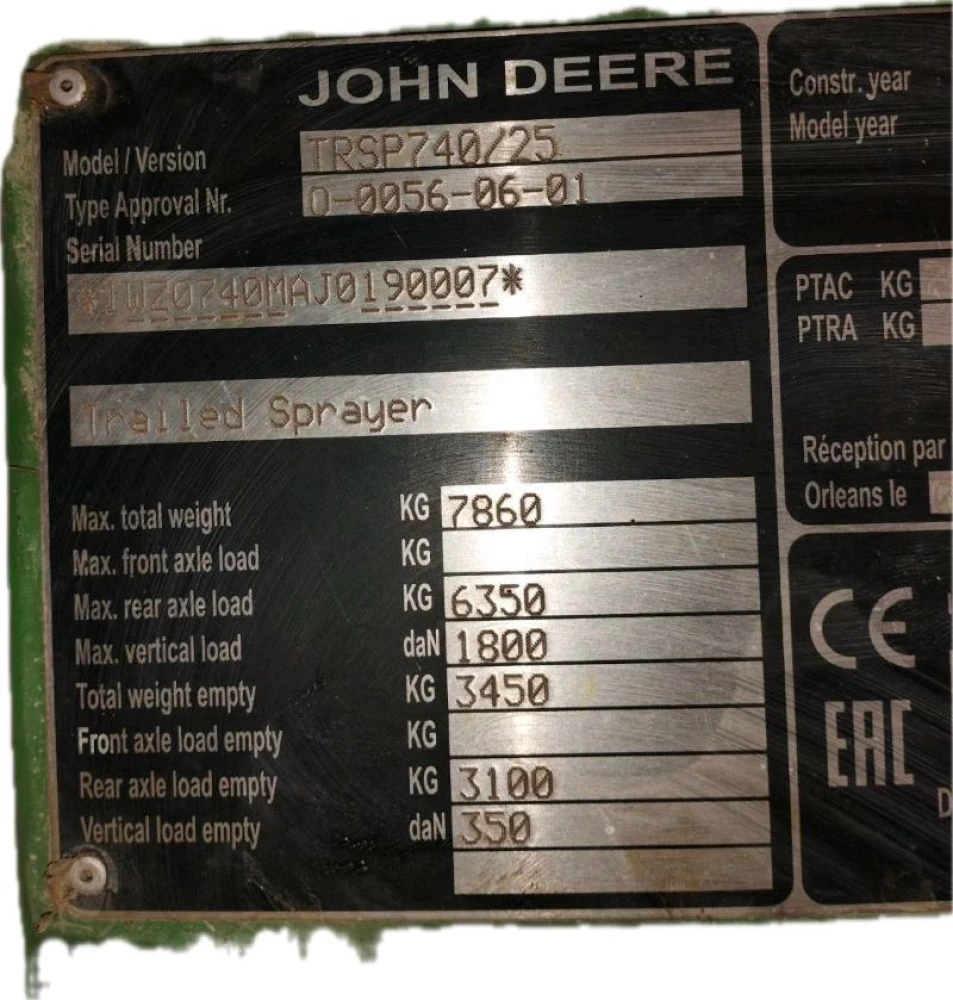 JOHN DEERE
Model / Version TRSP740/25
Type Approval Nr. 0-0056-06-01
Serial Number
*1WZ0740MAJ0190007*
Trailed Sprayer
Max. total weight KG 7860
Max. front axle load KG
Max. rear axle load KG 6350
Max. vertical load daN 1800
Total weight empty KG 3450
Front axle load empty KG
Rear axle load empty KG 3100
Vertical load empty daN 350
Constr. year
Model year
PTAC KG
PTRA KG
Réception par
Orleans le
CE
EAC
D